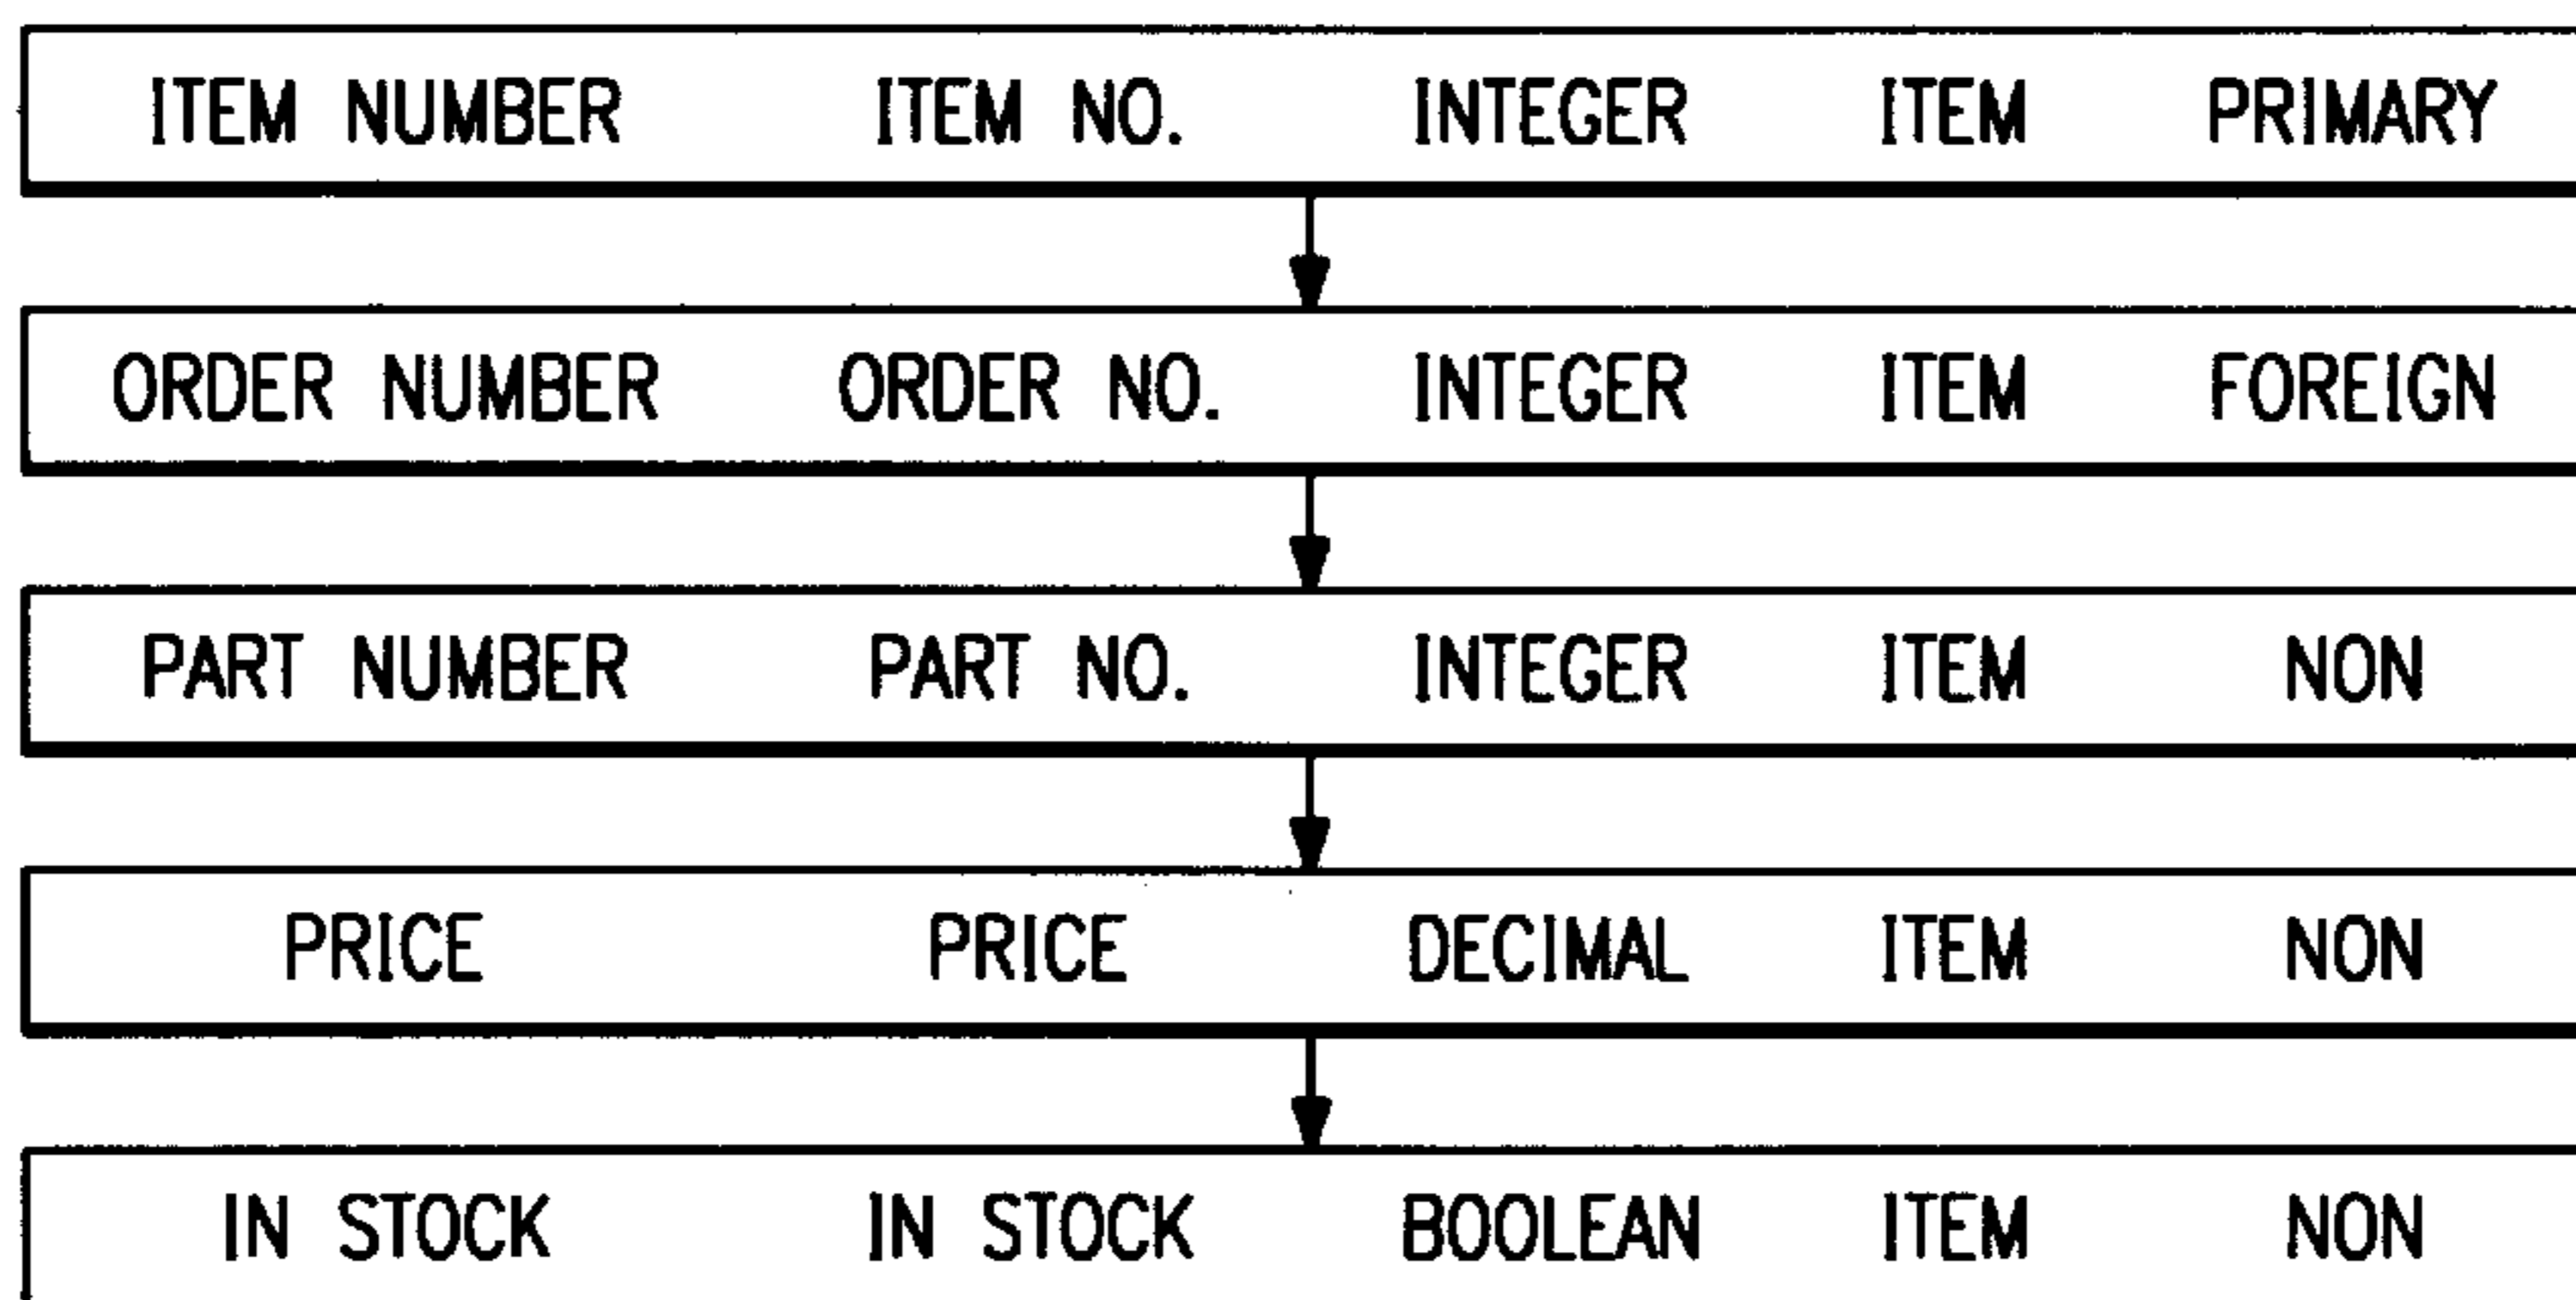 ITEM NUMBER ITEM NO. INTEGER ITEM PRIMARY
ORDER NUMBER ORDER NO. INTEGER ITEM FOREIGN
PART NUMBER PART NO. INTEGER ITEM NON
PRICE PRICE DECIMAL ITEM NON
IN STOCK IN STOCK BOOLEAN ITEM NON